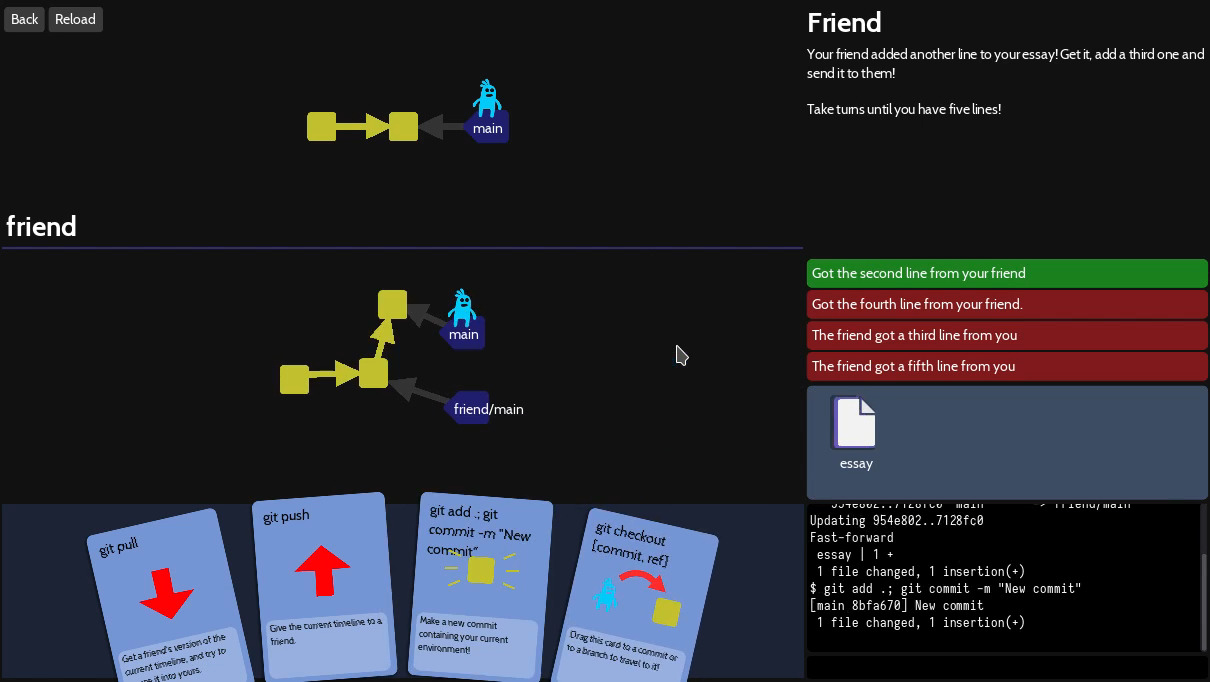 Back
Reload
main
friend
main
friend/main
Friend
Your friend added another line to your essay! Get it, add a third one and
send it to them!
Take turns until you have five lines!
Got the second line from your friend
Got the fourth line from your friend.
The friend got a third line from you
The friend got a fifth line from you
essay
954e802..7128fc0 main -> friend/main
Updating 954e802..7128fc0
Fast-forward
essay | 1 +
1 file changed, 1 insertion(+)
$ git add .; git commit -m "New commit"
[main 8bfa670] New commit
1 file changed, 1 insertion(+)
git pull
Get a friend's version of the
current timeline, and try to
it into yours.
git push
Give the current timeline to a
friend.
git add .; git
commit -m "New
commit"
Make a new commit
containing your current
environment!
git checkout
[commit, ref]
Drag this card to a commit or
to a branch to travel to it!